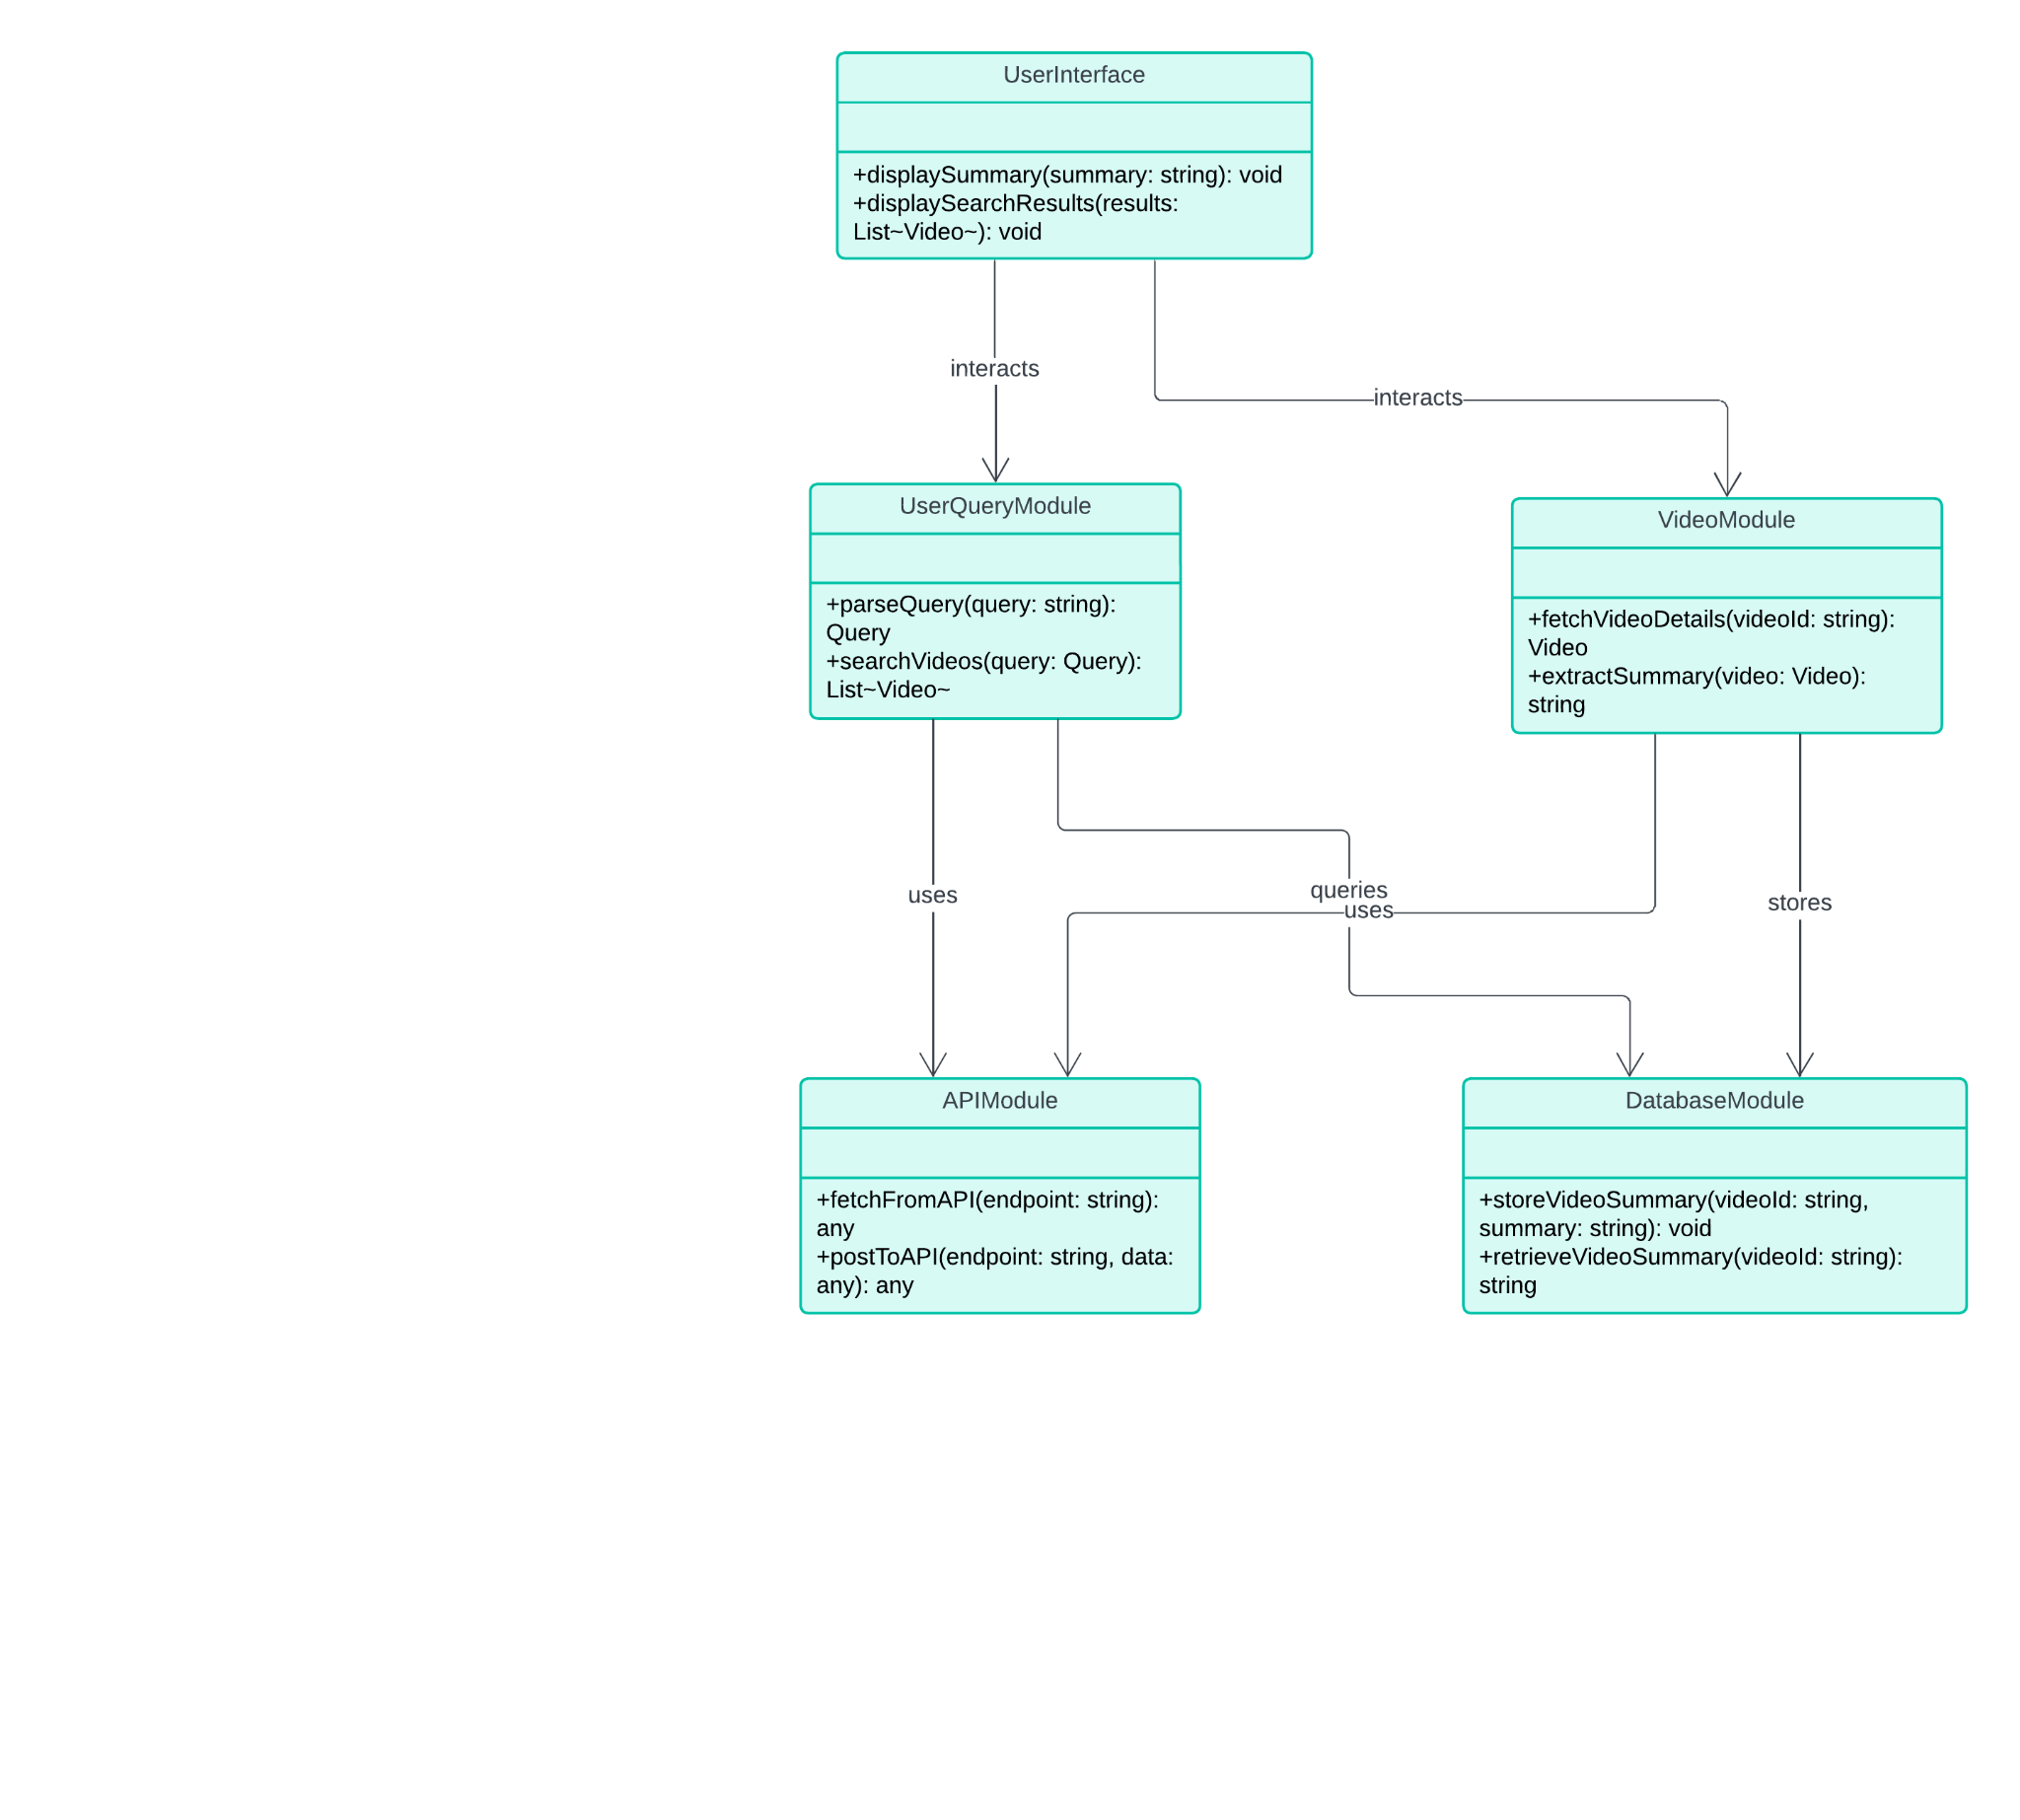 UserInterface
+displaySummary(summary: string): void
+displaySearchResults(results:
List~Video~): void
interacts
interacts
UserQueryModule
+parseQuery(query: string):
Query
+searchVideos(query: Query):
List~Video~
VideoModule
+fetchVideoDetails(videoId: string):
Video
+extractSummary(video: Video):
string
uses
queries
uses
stores
APIModule
+fetchFromAPI(endpoint: string):
any
+postToAPI(endpoint: string, data:
any): any
DatabaseModule
+storeVideoSummary(videoId: string,
summary: string): void
+retrieveVideoSummary(videoId: string):
string